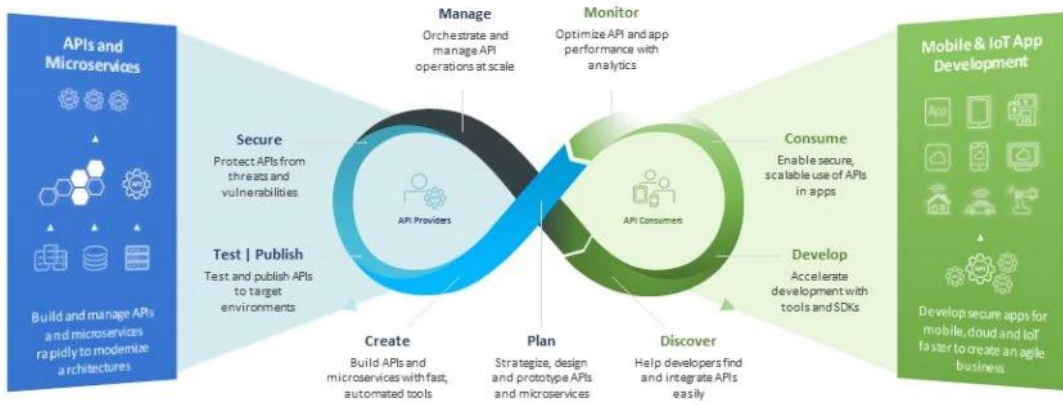 APIs and
Microservices
Build and manage APIs
and microservices
rapidly to modernize
architectures
Manage
Orchestrate and
manage API
operations at scale
Monitor
Optimize API and app
performance with
analytics
Secure
Protect APIs from
threats and
vulnerabilities
Test | Publish
Test and publish APIs
to target
environments
API Providers
API Consumers
Consume
Enable secure,
scalable use of APIs
in apps
Develop
Accelerate
development with
tools and SDKs
Create
Build APIs and
microservices with fast,
automated tools
Plan
Strategize, design
and prototype APIs
and microservices
Discover
Help developers find
and integrate APIs
easily
Mobile & IoT App
Development
App
Develop secure apps for
mobile, cloud and IoT
faster to create an agile
business